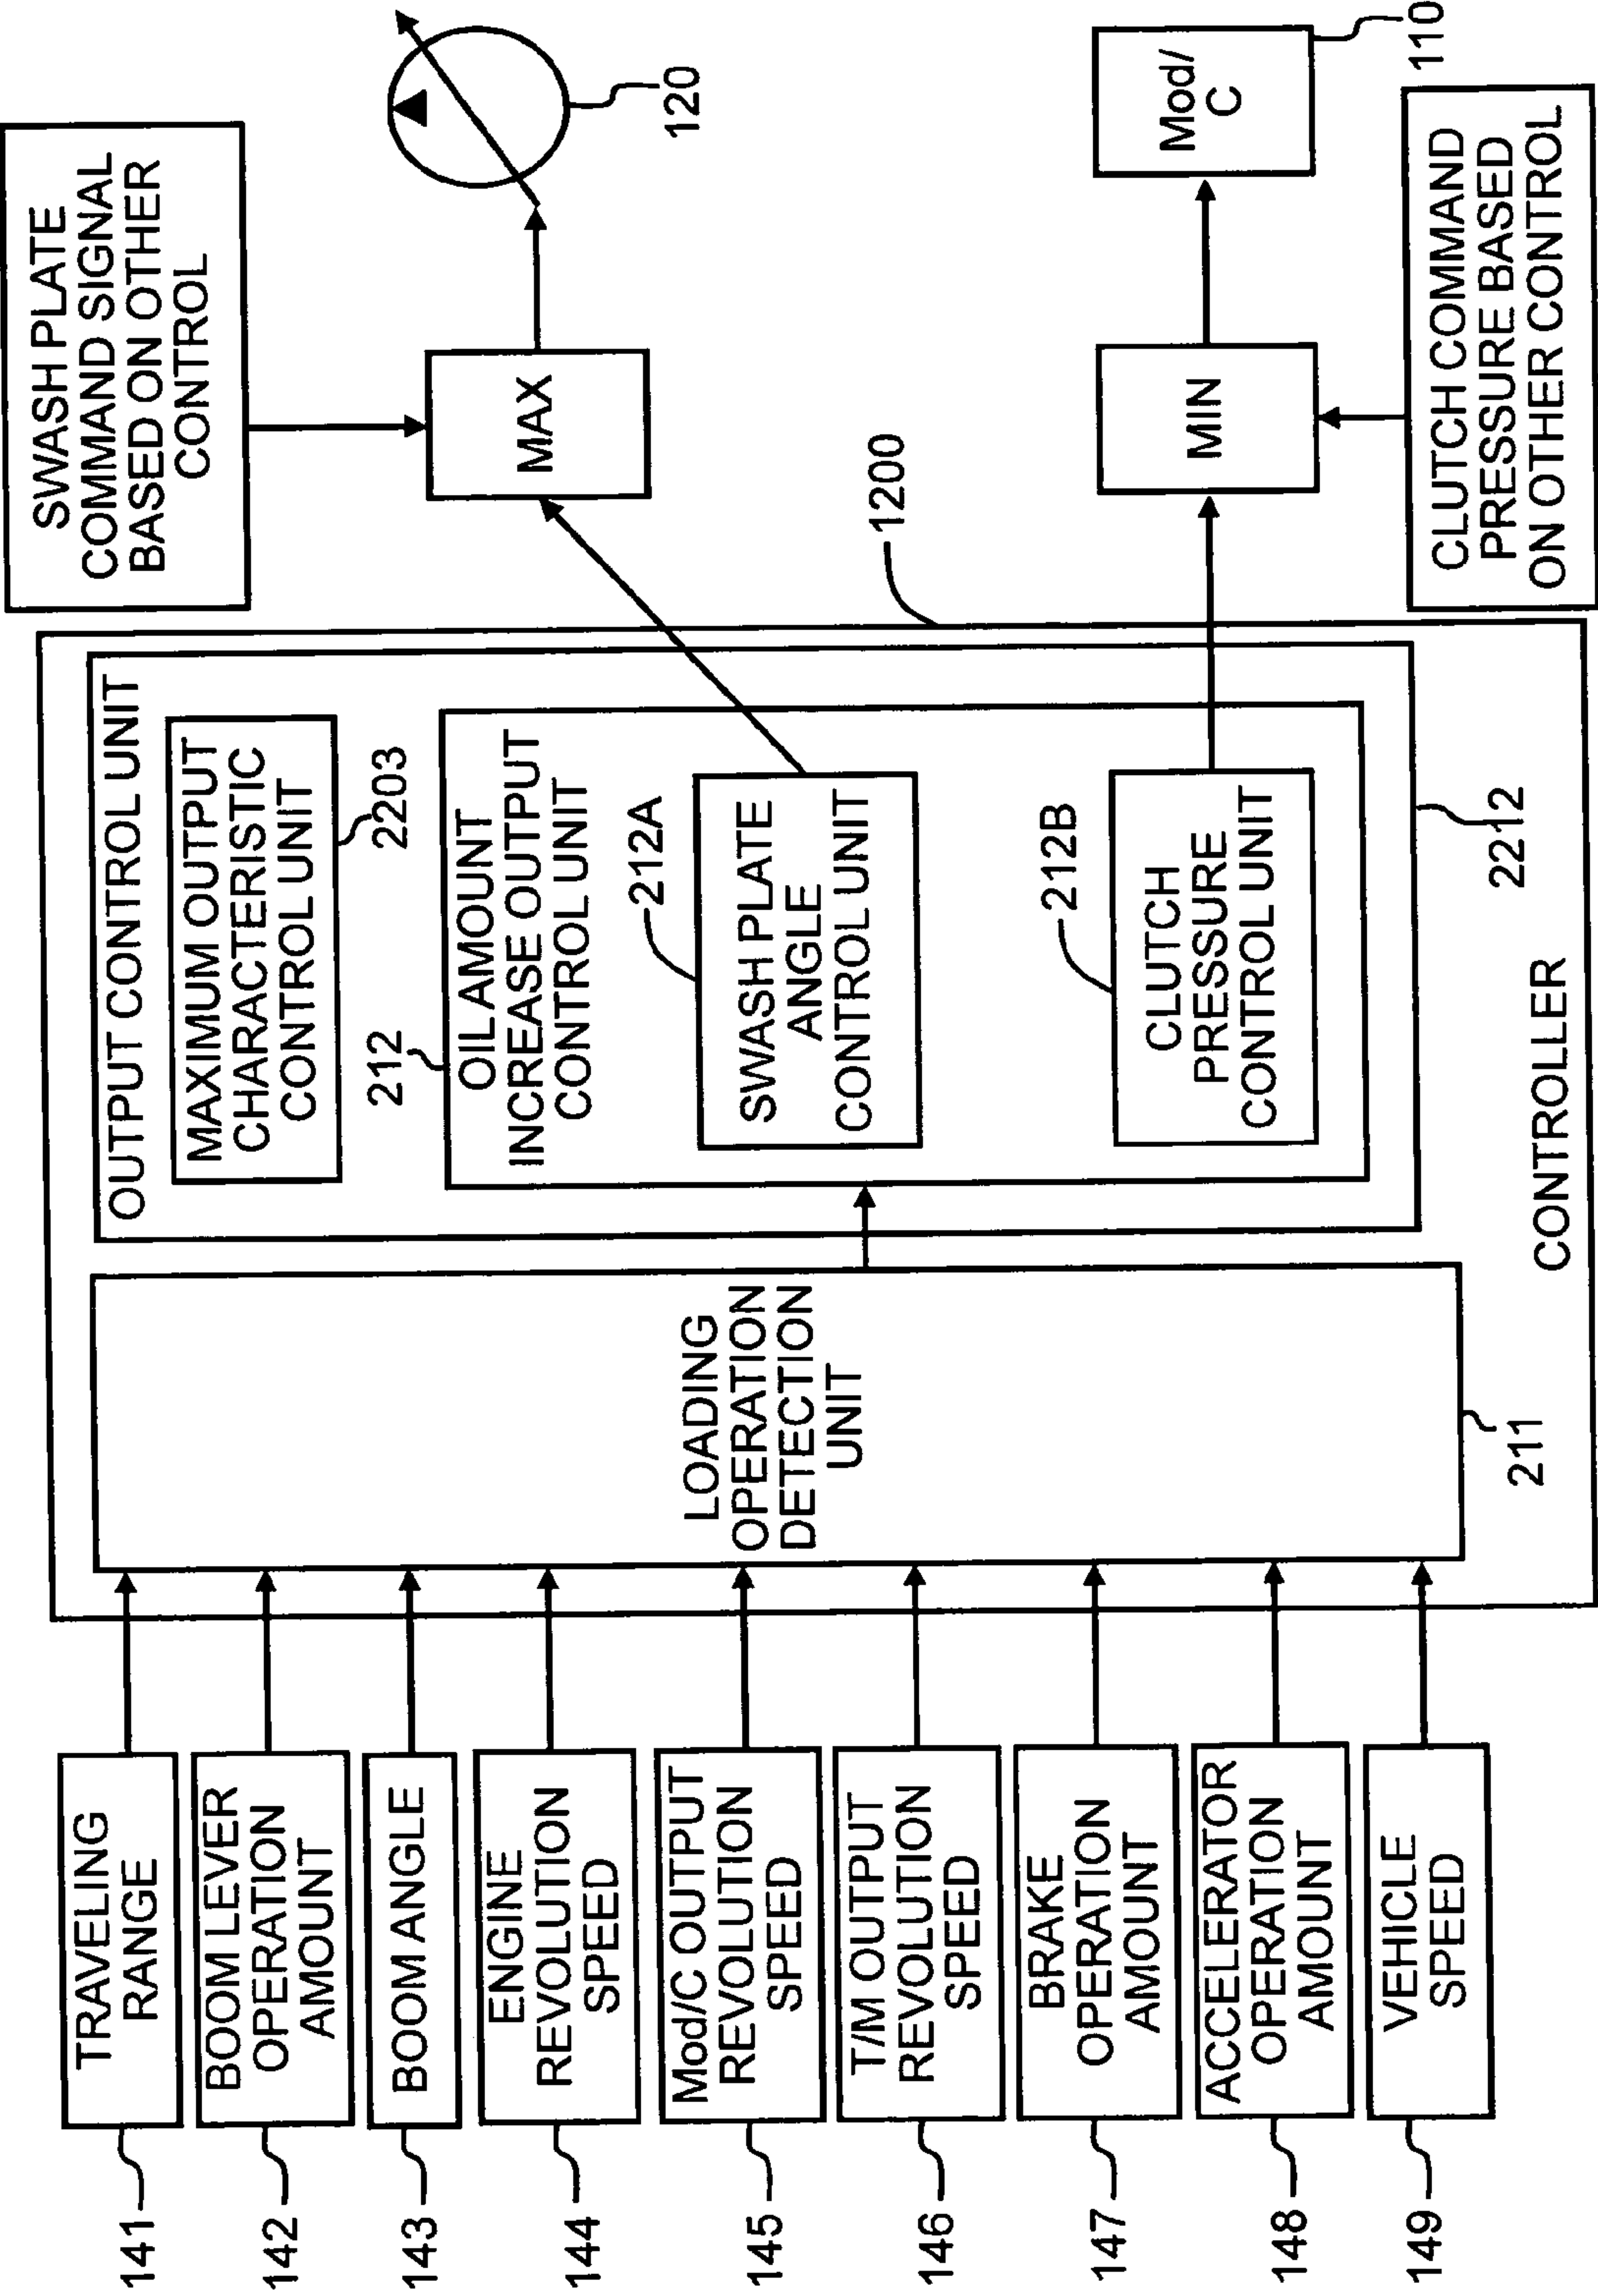 141
TRAVELING
RANGE
142
BOOM LEVER
OPERATION
AMOUNT
143
BOOM ANGLE
144
ENGINE
REVOLUTION
SPEED
145
Mod/C OUTPUT
REVOLUTION
SPEED
146
T/M OUTPUT
REVOLUTION
SPEED
147
BRAKE
OPERATION
AMOUNT
148
ACCELERATOR
OPERATION
AMOUNT
149
VEHICLE
SPEED
LOADING
OPERATION
DETECTION
UNIT
211
OUTPUT CONTROL UNIT
MAXIMUM OUTPUT
CHARACTERISTIC
CONTROL UNIT
2203
212
OIL AMOUNT
INCREASE OUTPUT
CONTROL UNIT
212A
SWASH PLATE
ANGLE
CONTROL UNIT
212B
CLUTCH
PRESSURE
CONTROL UNIT
2212
CONTROLLER
1200
SWASH PLATE
COMMAND SIGNAL
BASED ON OTHER
CONTROL
MAX
120
MIN
Mod/
C
110
CLUTCH COMMAND
PRESSURE BASED
ON OTHER CONTROL